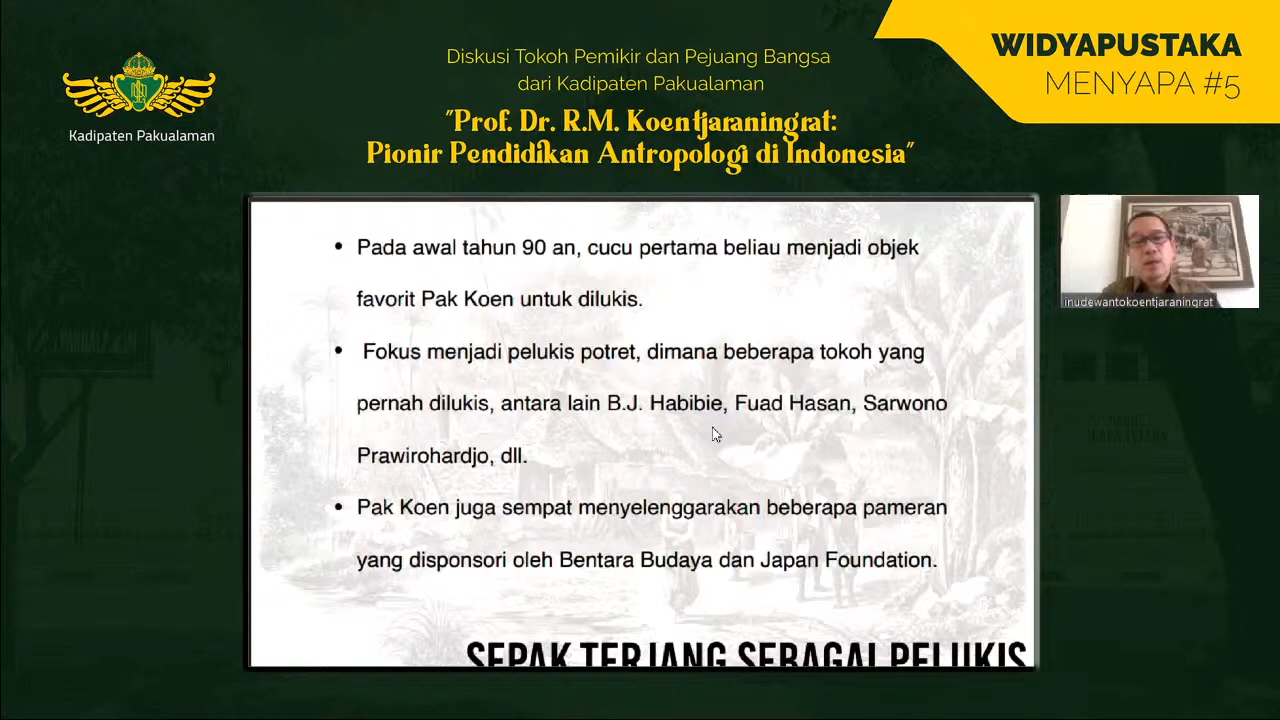 Diskusi Tokoh Pemikir dan Pejuang Bangsa
dari Kadipaten Pakualaman
"Prof. Dr. R.M. Koentjaraningrat:
Pionir Pendidikan Antropologi di Indonesia"
WIDYAPUSTAKA
MENYAPA #5
Kadipaten Pakualaman
• Pada awal tahun 90 an, cucu pertama beliau menjadi objek
favorit Pak Koen untuk dilukis.
• Fokus menjadi pelukis potret, dimana beberapa tokoh yang
pernah dilukis, antara lain B.J. Habibie, Fuad Hasan, Sarwono
Prawirohardjo, dll.
• Pak Koen juga sempat menyelenggarakan beberapa pameran
yang disponsori oleh Bentara Budaya dan Japan Foundation.
SEPAK TERJANG SEBAGAI PELUKIS
inudewantokoentjaraningrat